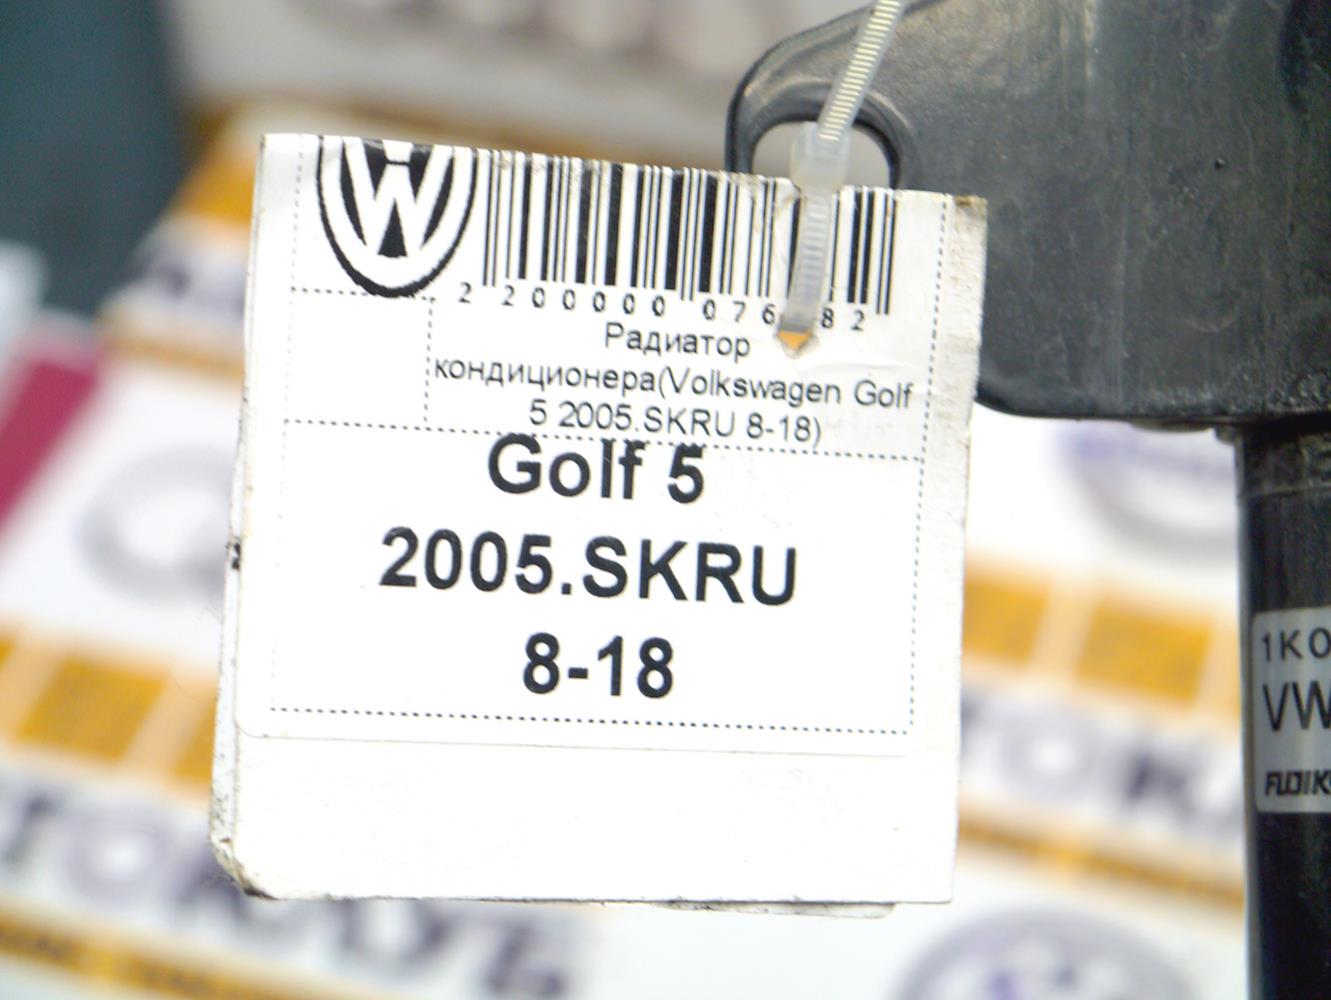 2 200000 076 82
Радиатор
кондиционера(Volkswagen Golf
5 2005.SKRU 8-18)
Golf 5
2005.SKRU
8-18
1K0
VW
FUJIK